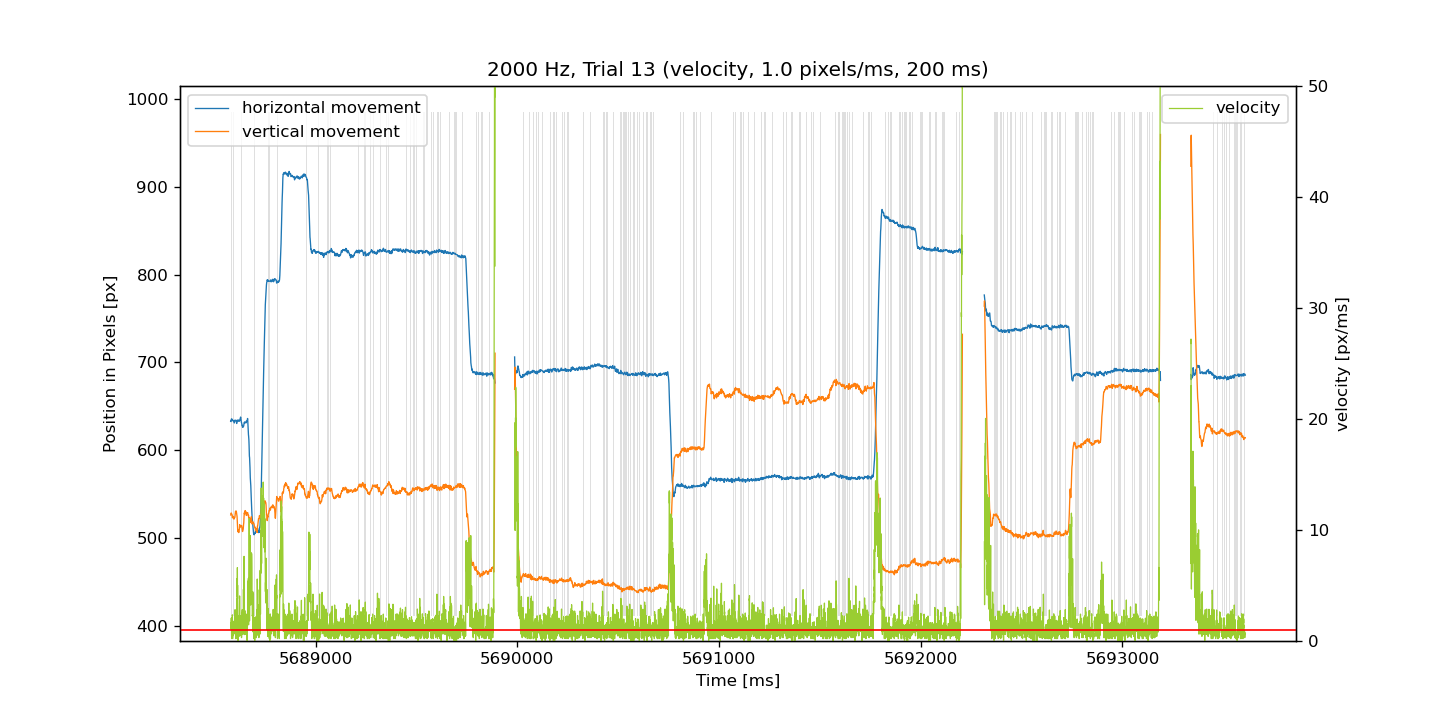 2000 Hz, Trial 13 (velocity, 1.0 pixels/ms, 200 ms)
horizontal movement
vertical movement
velocity
Position in Pixels [px]
1000
900
800
700
600
500
400
velocity [px/ms]
50
40
30
20
10
0
5689000 5690000 5691000 5692000 5693000
Time [ms]